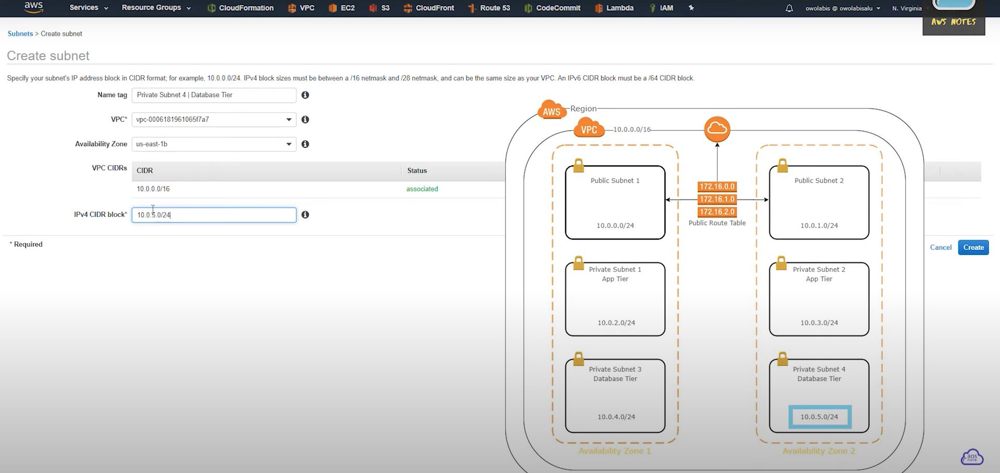 aws
Services
Resource Groups
CloudFormation
VPC
EC2
S3
CloudFront
Route 53
CodeCommit
Lambda
IAM
owolabis @ owolabisalu
N. Virginia
AWS NOTES
Subnets > Create subnet
Create subnet
Specify your subnet's IP address block in CIDR format; for example, 10.0.0.0/24. IPv4 block sizes must be between a /16 netmask and /28 netmask, and can be the same size as your VPC. An IPv6 CIDR block must be a /64 CIDR block.
Name tag
Private Subnet 4 | Database Tier
VPC*
vpc-0006181961065f7a7
Availability Zone
us-east-1b
VPC CIDRs
CIDR
Status
10.0.0.0/16
associated
IPv4 CIDR block*
10.0.5.0/24
* Required
Cancel
Create
AWS
Region
VPC
10.0.0.0/16
Public Subnet 1
10.0.0.0/24
172.16.0.0
172.16.1.0
172.16.2.0
Public Route Table
Public Subnet 2
10.0.1.0/24
Private Subnet 1
App Tier
10.0.2.0/24
Private Subnet 2
App Tier
10.0.3.0/24
Private Subnet 3
Database Tier
10.0.4.0/24
Private Subnet 4
Database Tier
10.0.5.0/24
Availability Zone 1
Availability Zone 2
aos
note